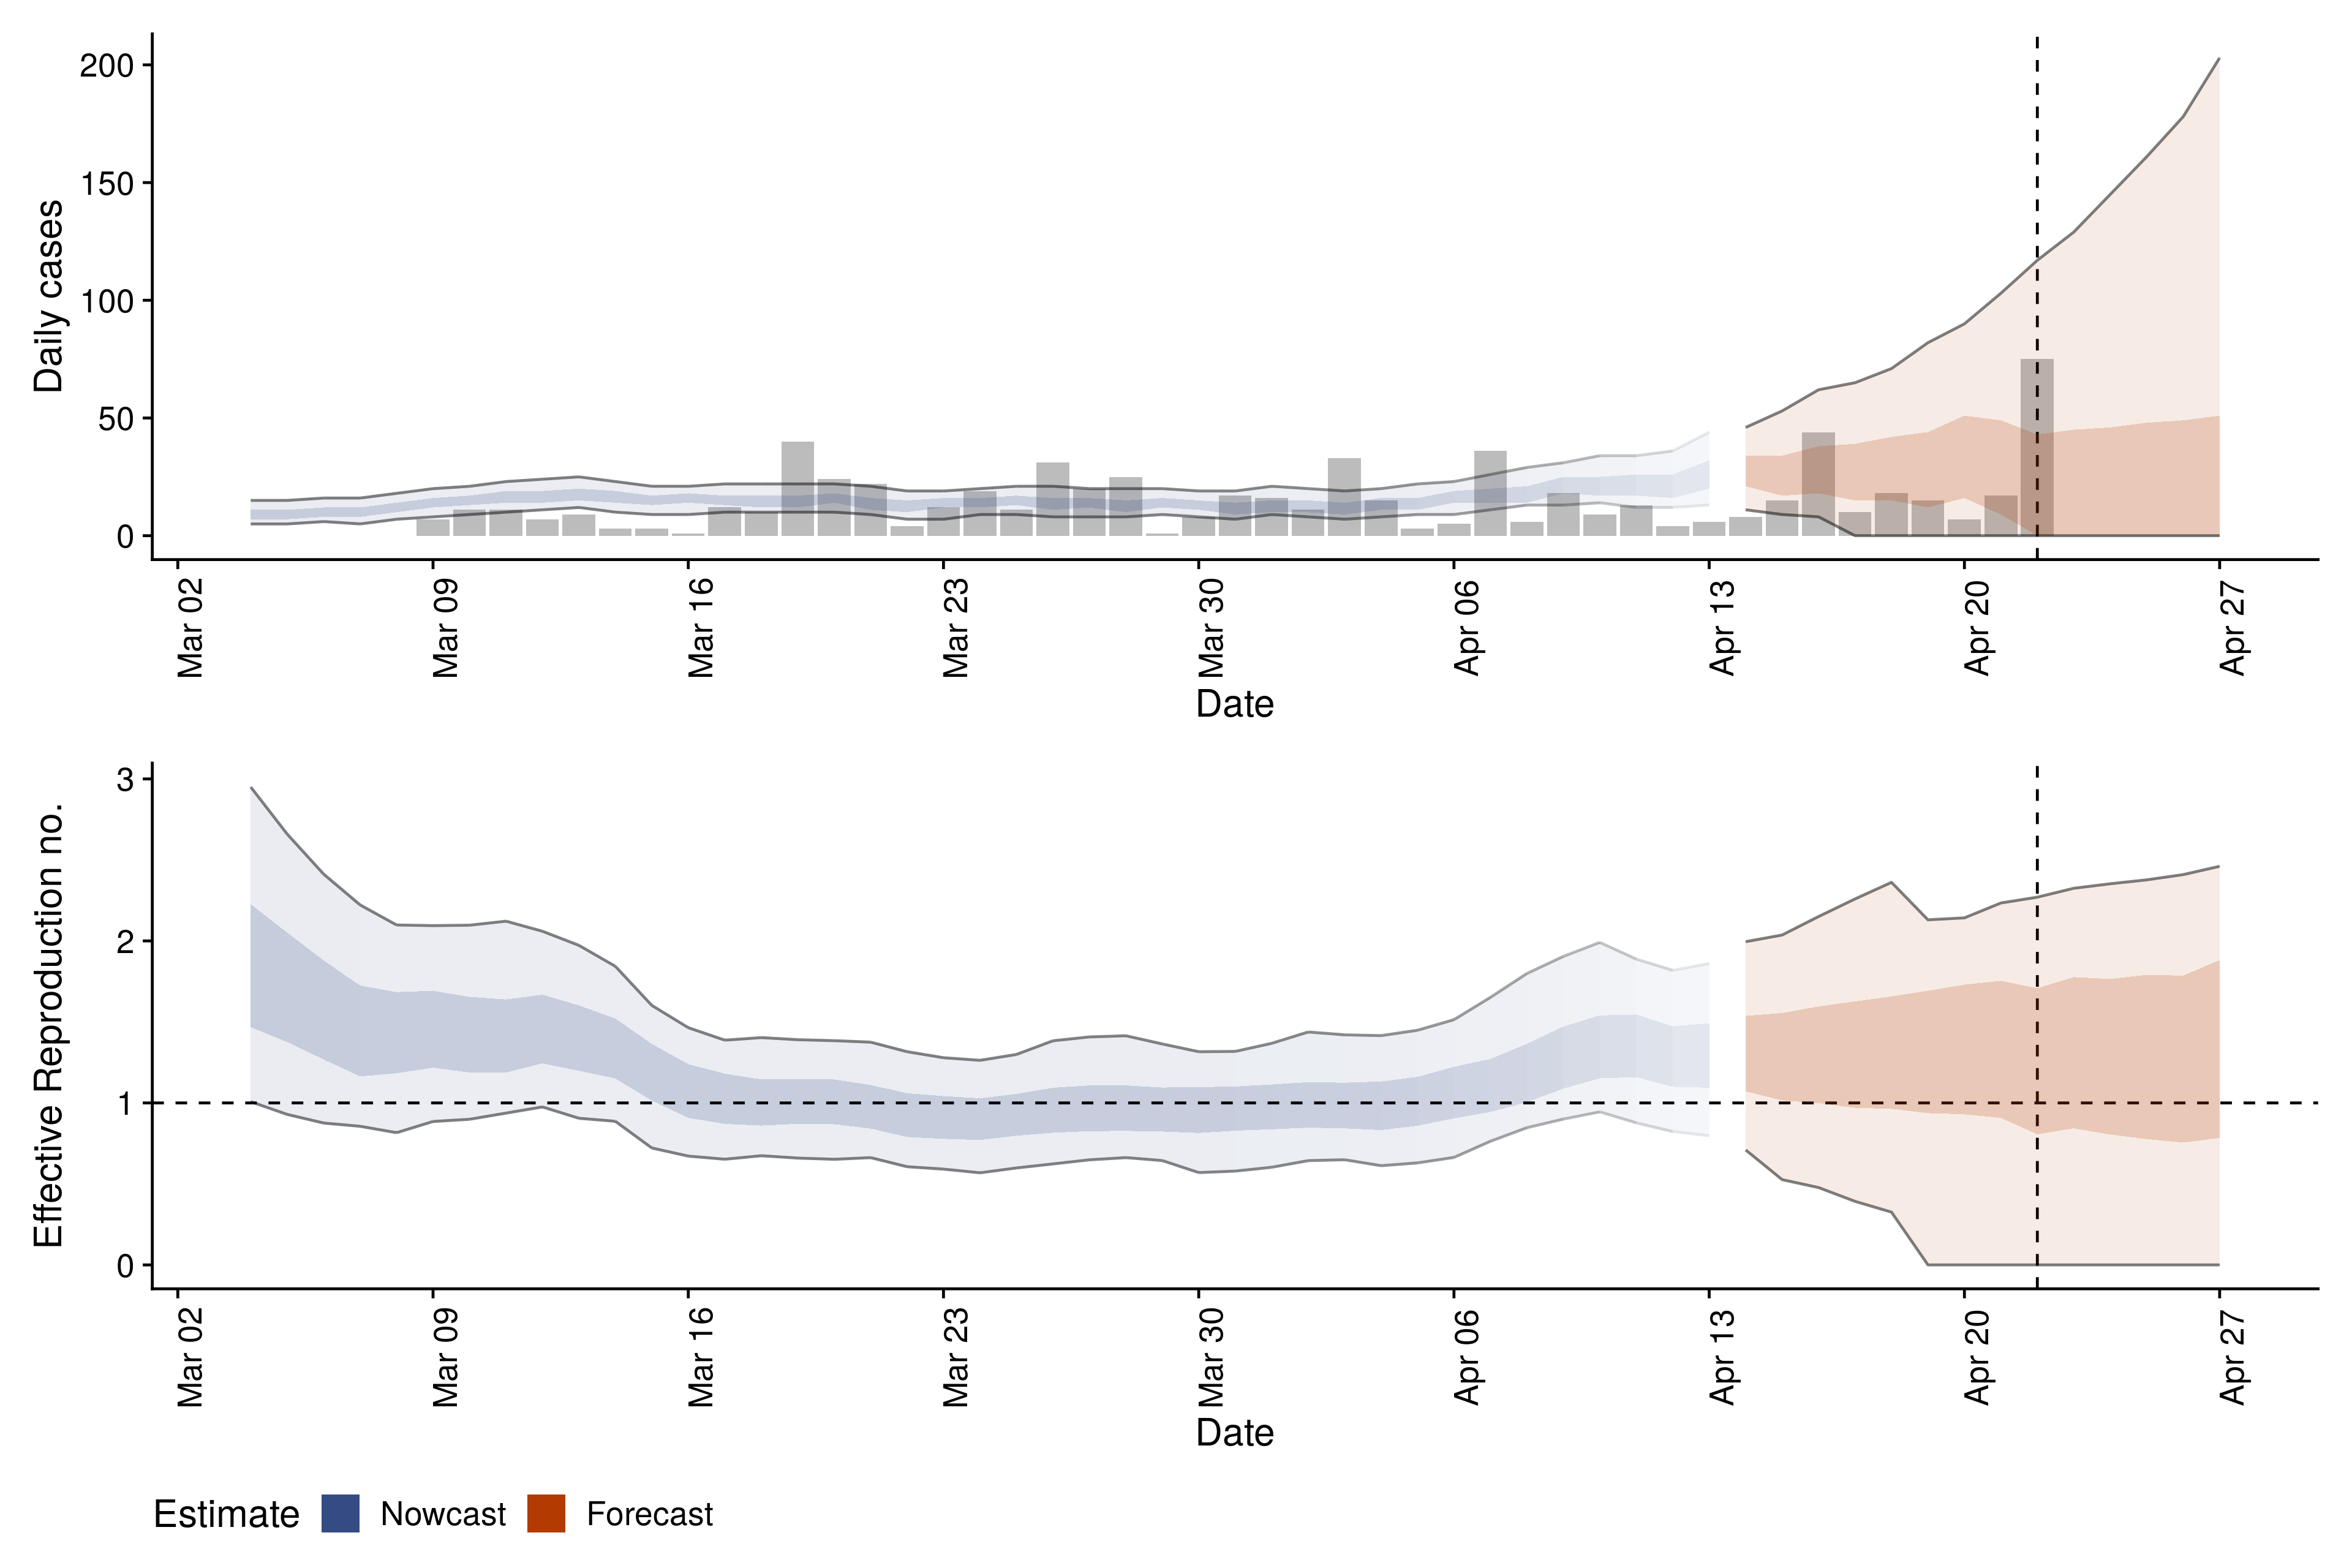 Daily cases
200
150
100
50
0
Mar 02
Mar 09
Mar 16
Mar 23
Mar 30
Apr 06
Apr 13
Apr 20
Apr 27
Date
Effective Reproduction no.
3
2
1
0
Mar 02
Mar 09
Mar 16
Mar 23
Mar 30
Apr 06
Apr 13
Apr 20
Apr 27
Date
Estimate Nowcast Forecast